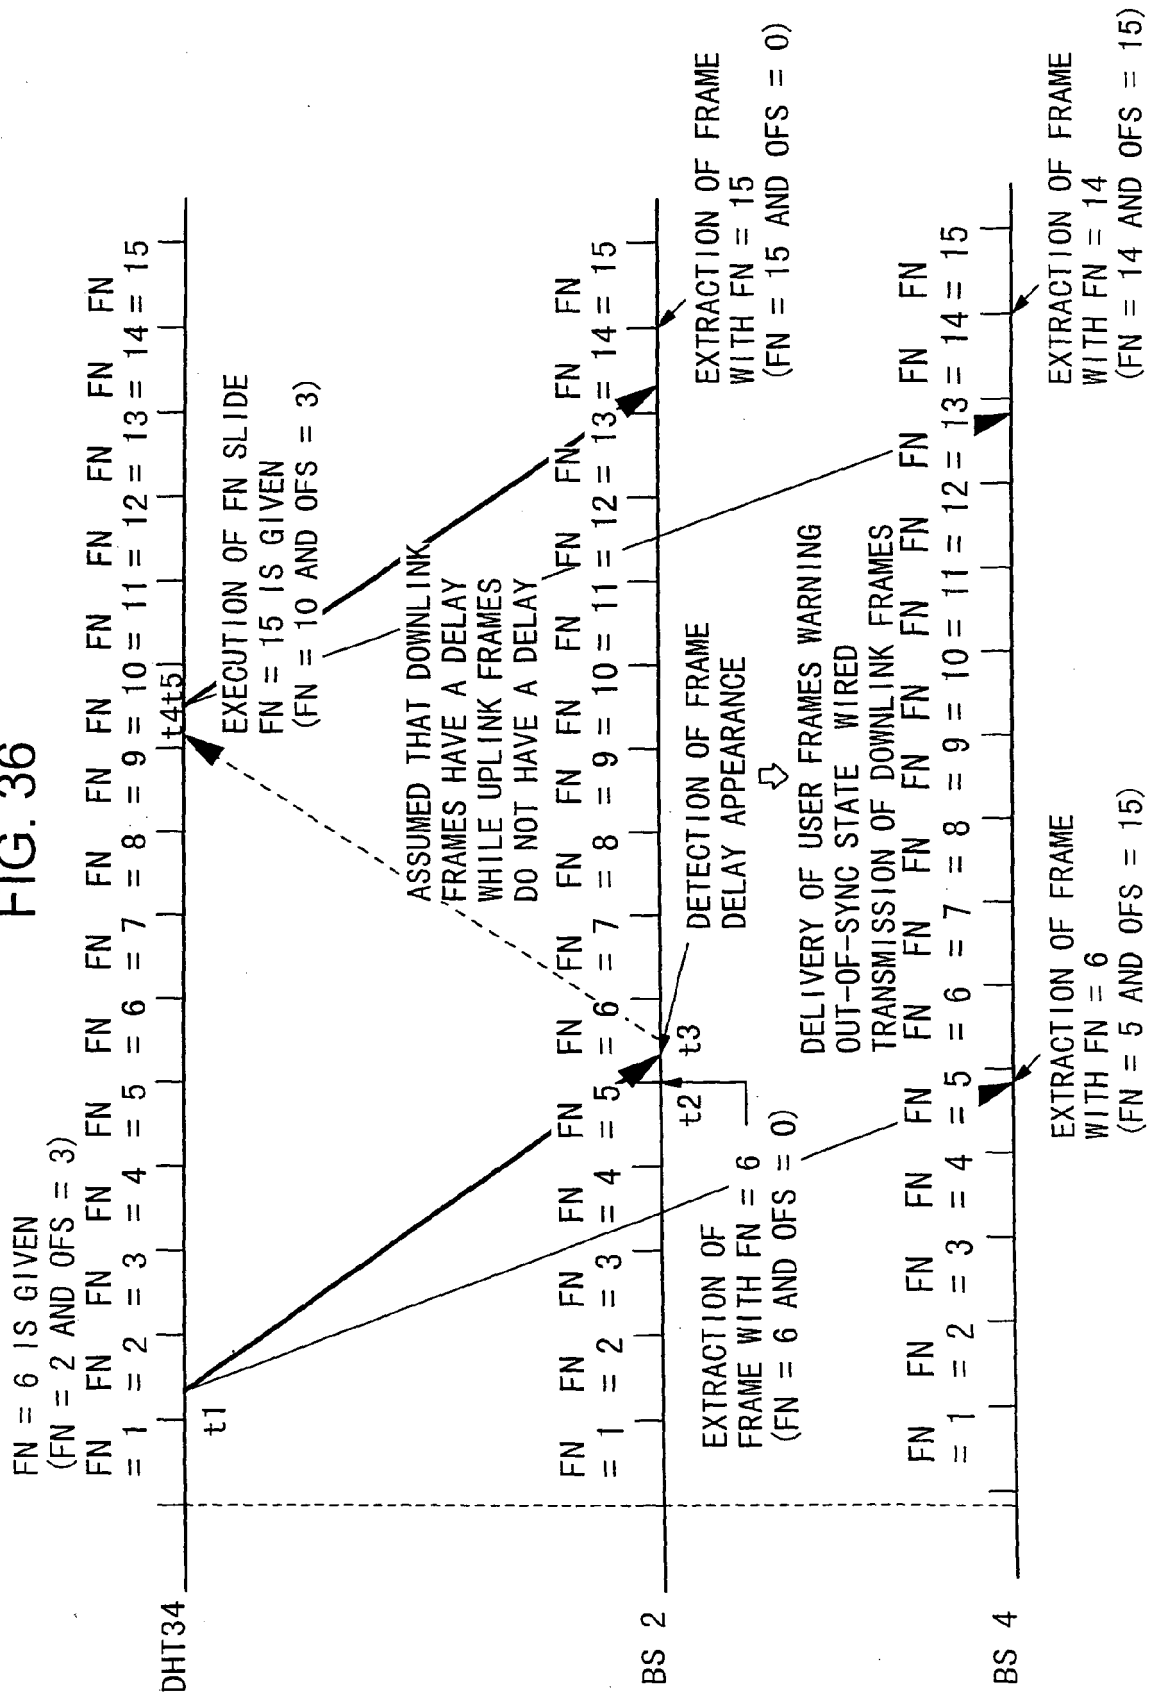 FIG. 36
FN = 6 IS GIVEN
(FN = 2 AND OFS = 3)
FN FN FN FN FN FN FN FN FN FN FN FN FN FN FN
= 1 = 2 = 3 = 4 = 5 = 6 = 7 = 8 = 9 = 10 = 11 = 12 = 13 = 14 = 15
DHT34
t1
t4
t5
EXECUTION OF FN SLIDE
FN = 15 IS GIVEN
(FN = 10 AND OFS = 3)
ASSUMED THAT DOWNLINK
FRAMES HAVE A DELAY
WHILE UPLINK FRAMES
DO NOT HAVE A DELAY
FN FN FN FN FN FN FN FN FN FN FN FN FN FN FN
= 1 = 2 = 3 = 4 = 5 = 6 = 7 = 8 = 9 = 10 = 11 = 12 = 13 = 14 = 15
BS 2
t2
t3
EXTRACTION OF
FRAME WITH FN = 6
(FN = 6 AND OFS = 0)
DETECTION OF FRAME
DELAY APPEARANCE
DELIVERY OF USER FRAMES WARNING
OUT-OF-SYNC STATE WIRED
TRANSMISSION OF DOWNLINK FRAMES
EXTRACTION OF FRAME
WITH FN = 15
(FN = 15 AND OFS = 0)
FN FN FN FN FN FN FN FN FN FN FN FN FN FN FN
= 1 = 2 = 3 = 4 = 5 = 6 = 7 = 8 = 9 = 10 = 11 = 12 = 13 = 14 = 15
BS 4
EXTRACTION OF FRAME
WITH FN = 6
(FN = 5 AND OFS = 15)
EXTRACTION OF FRAME
WITH FN = 14
(FN = 14 AND OFS = 15)